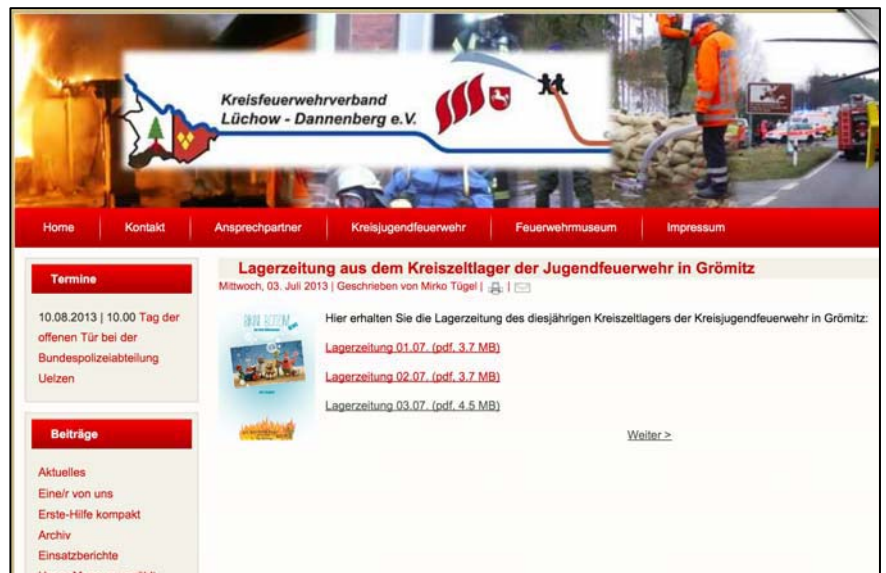 Kreisfeuerwehrverband
Lüchow - Dannenberg e.V.
Home
Kontakt
Ansprechpartner
Kreisjugendfeuerwehr
Feuerwehrmuseum
Impressum
Termine
10.08.2013 | 10.00 Tag der
offenen Tür bei der
Bundespolizeiabteilung
Uelzen
Beiträge
Aktuelles
Eine/r von uns
Erste-Hilfe kompakt
Archiv
Einsatzberichte
Lagerzeitung aus dem Kreiszeltlager der Jugendfeuerwehr in Grömitz
Mittwoch, 03. Juli 2013 | Geschrieben von Mirko Tügel | |
Hier erhalten Sie die Lagerzeitung des diesjährigen Kreiszeltlagers der Kreisjugendfeuerwehr in Grömitz:
Lagerzeitung 01.07. (pdf, 3.7 MB)
Lagerzeitung 02.07. (pdf, 3.7 MB)
Lagerzeitung 03.07. (pdf, 4.5 MB)
Weiter >